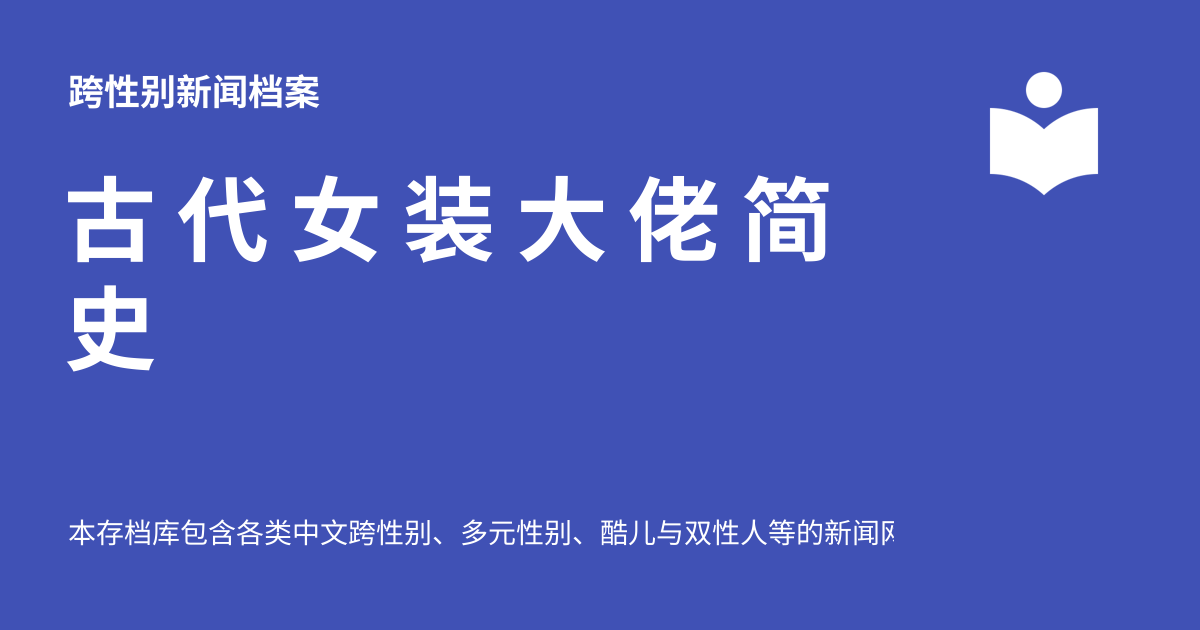 跨性别新闻档案
古代女装大佬简
史
本存档库包含各类中文跨性别、多元性别、酷儿与双性人等的新闻网